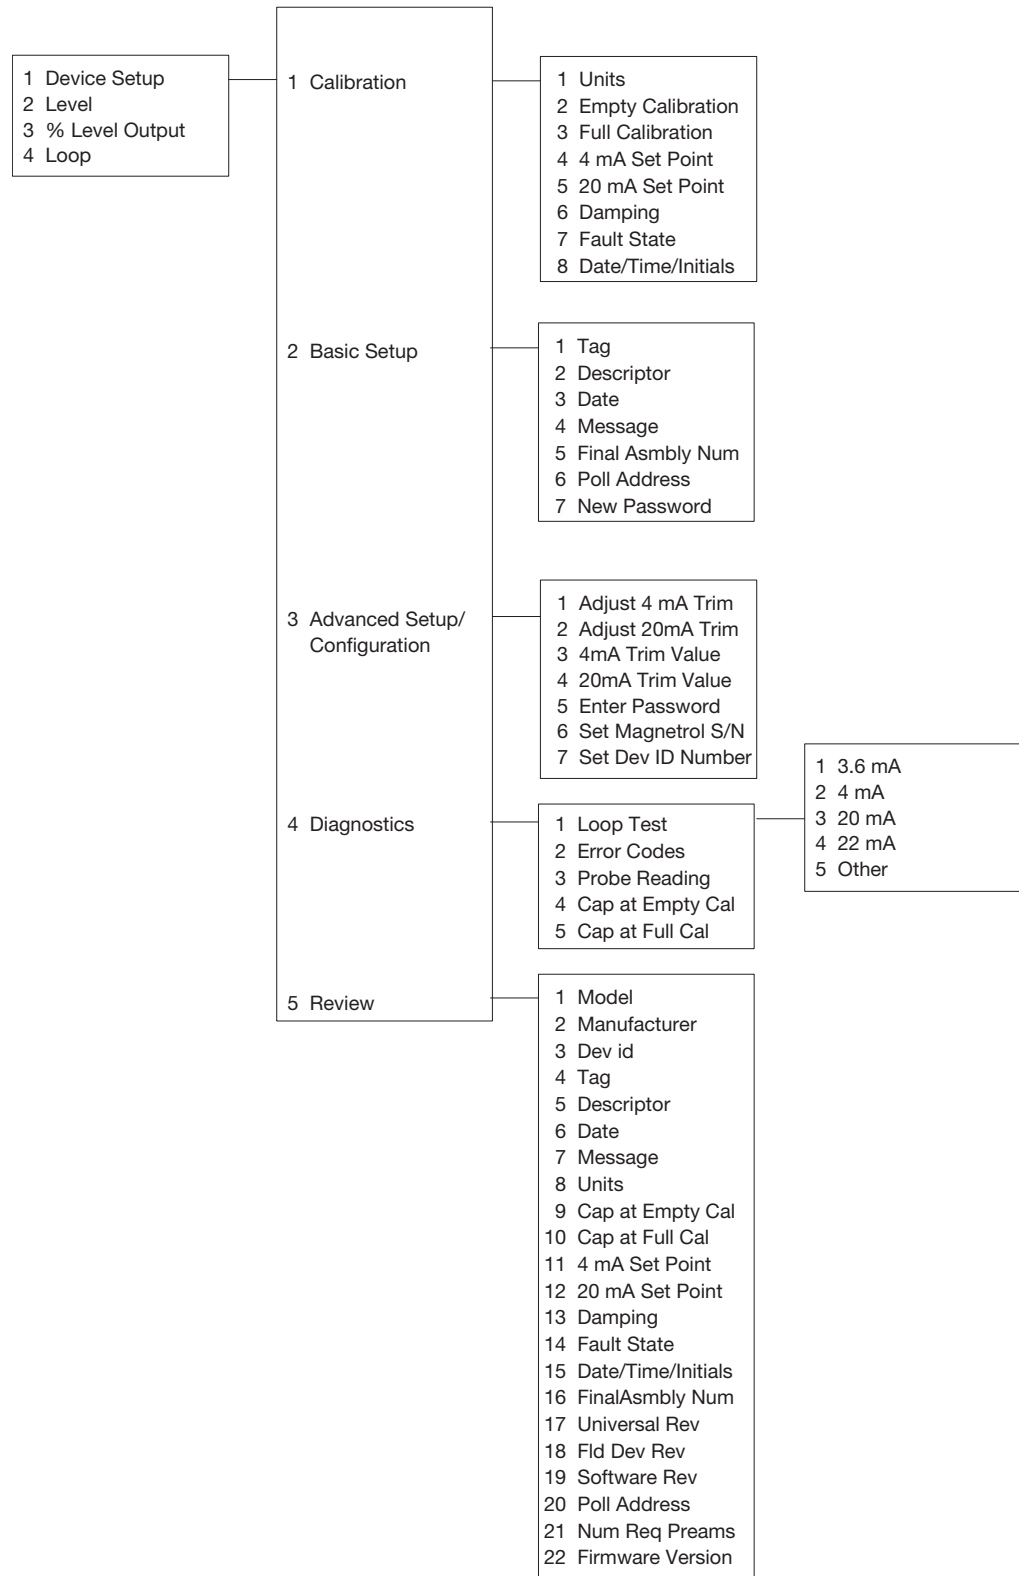 1 Device Setup
2 Level
3 % Level Output
4 Loop
1 Calibration
2 Basic Setup
3 Advanced Setup/
Configuration
4 Diagnostics
5 Review
1 Units
2 Empty Calibration
3 Full Calibration
4 4 mA Set Point
5 20 mA Set Point
6 Damping
7 Fault State
8 Date/Time/Initials
1 Tag
2 Descriptor
3 Date
4 Message
5 Final Asmbly Num
6 Poll Address
7 New Password
1 Adjust 4 mA Trim
2 Adjust 20mA Trim
3 4mA Trim Value
4 20mA Trim Value
5 Enter Password
6 Set Magnetrol S/N
7 Set Dev ID Number
1 Loop Test
2 Error Codes
3 Probe Reading
4 Cap at Empty Cal
5 Cap at Full Cal
1 3.6 mA
2 4 mA
3 20 mA
4 22 mA
5 Other
1 Model
2 Manufacturer
3 Dev id
4 Tag
5 Descriptor
6 Date
7 Message
8 Units
9 Cap at Empty Cal
10 Cap at Full Cal
11 4 mA Set Point
12 20 mA Set Point
13 Damping
14 Fault State
15 Date/Time/Initials
16 FinalAsmbly Num
17 Universal Rev
18 Fld Dev Rev
19 Software Rev
20 Poll Address
21 Num Req Preams
22 Firmware Version